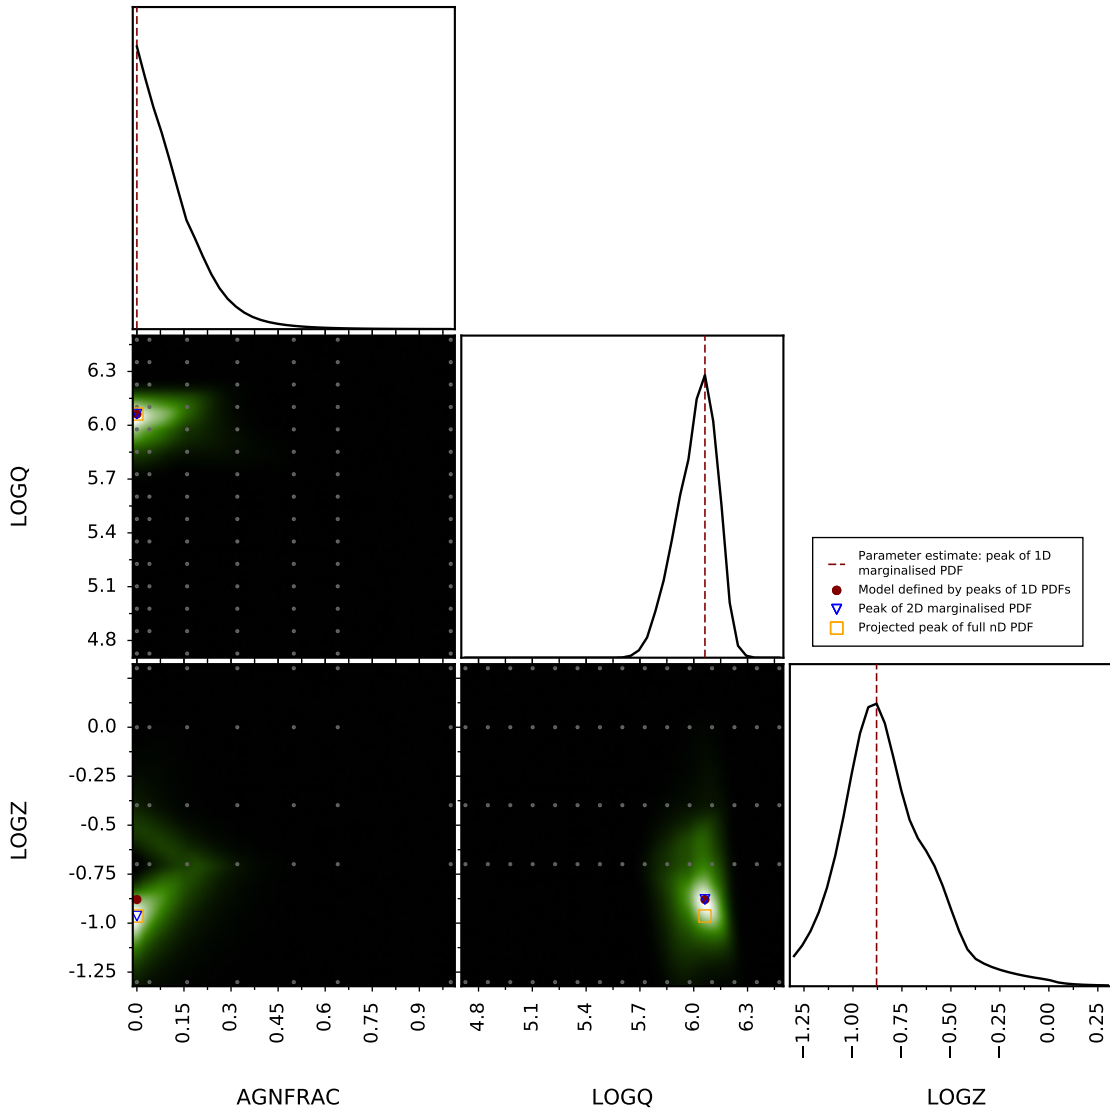 6.3
6.0
5.7
5.4
5.1
4.8
LOGQ
Parameter estimate: peak of 1D
marginalised PDF
Model defined by peaks of 1D PDFs
Peak of 2D marginalised PDF
Projected peak of full nD PDF
0.0
-0.25
-0.5
-0.75
-1.0
-1.25
LOGZ
0.0 0.15 0.3 0.45 0.6 0.75 0.9
4.8 5.1 5.4 5.7 6.0 6.3
−1.25 −1.00 −0.75 −0.50 −0.25 0.00 0.25
AGNFRAC LOGQ LOGZ